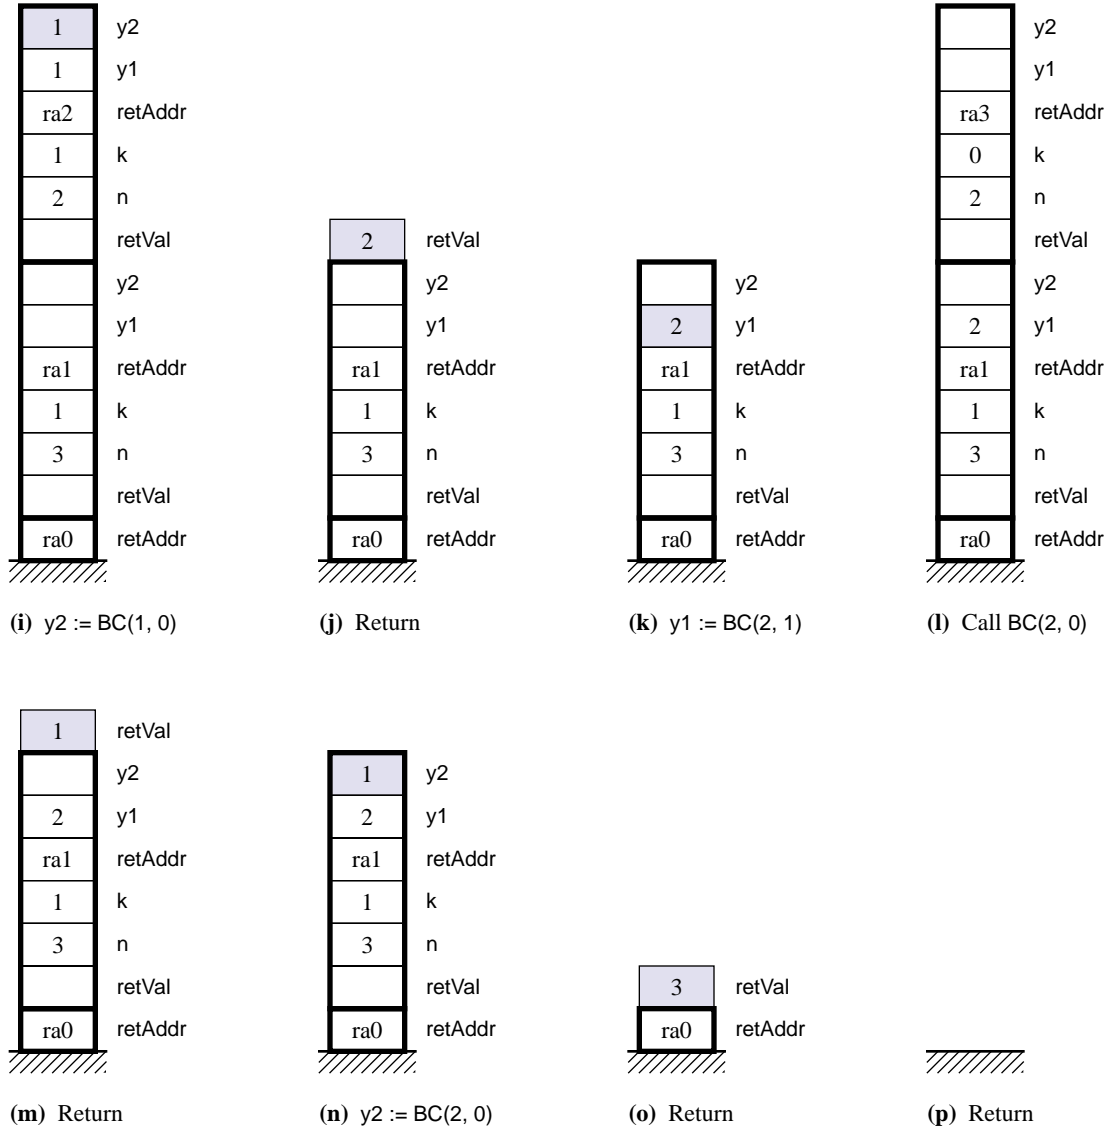 1 y2
1 y1
ra2 retAddr
1 k
2 n
retVal
y2
y1
ra1 retAddr
1 k
3 n
retVal
ra0 retAddr
(i) y2 := BC(1, 0)
2 retVal
y2
y1
ra1 retAddr
1 k
3 n
retVal
ra0 retAddr
(j) Return
y2
2 y1
ra1 retAddr
1 k
3 n
retVal
ra0 retAddr
(k) y1 := BC(2, 1)
y2
y1
ra3 retAddr
0 k
2 n
retVal
y2
2 y1
ra1 retAddr
1 k
3 n
retVal
ra0 retAddr
(l) Call BC(2, 0)
1 retVal
y2
2 y1
ra1 retAddr
1 k
3 n
retVal
ra0 retAddr
(m) Return
1 y2
2 y1
ra1 retAddr
1 k
3 n
retVal
ra0 retAddr
(n) y2 := BC(2, 0)
3 retVal
ra0 retAddr
(o) Return
(p) Return